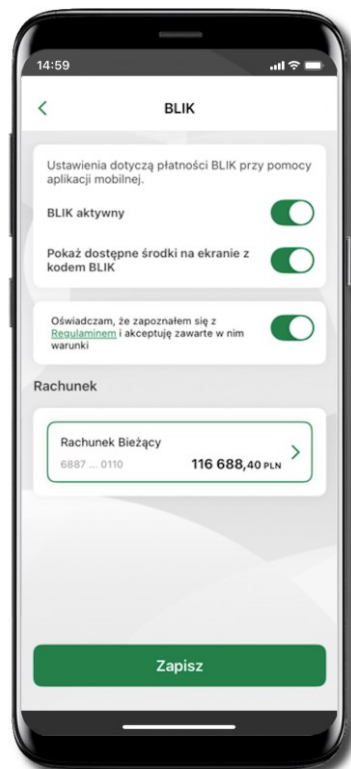 14:59
BLIK
Ustawienia dotyczą płatności BLIK przy pomocy
aplikacji mobilnej.
BLIK aktywny
Pokaż dostępne środki na ekranie z
kodem BLIK
Oświadczam, że zapoznałem się z
Regulaminem i akceptuję zawarte w nim
warunki
Rachunek
Rachunek Bieżący
6887 ... 0110 116 688,40 PLN
Zapisz